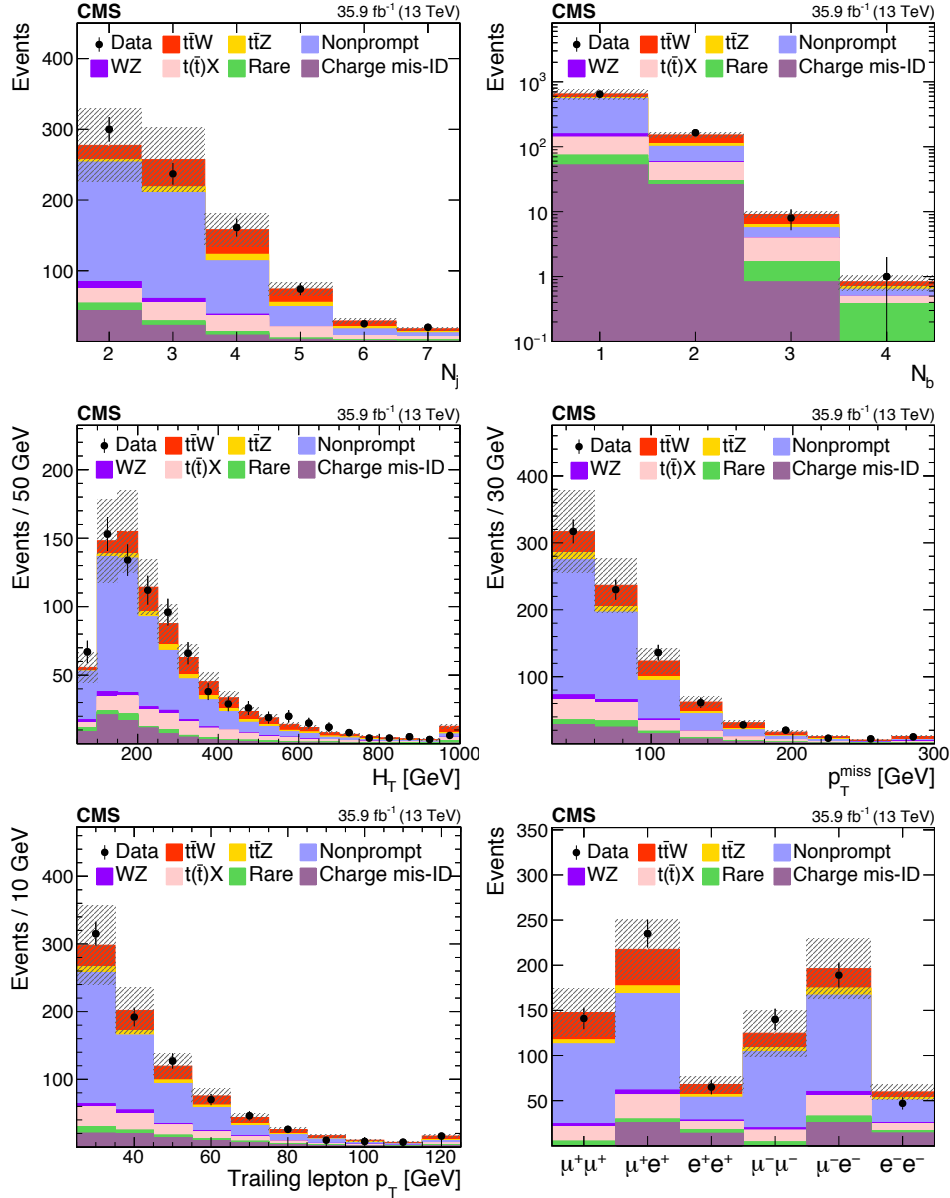 CMS 35.9 fb⁻¹ (13 TeV)
Events
400
300
200
100
Data tt̄W tt̄Z Nonprompt
WZ t(t̄)X Rare Charge mis-ID
2 3 4 5 6 7
N_j
CMS 35.9 fb⁻¹ (13 TeV)
Events
10³
10²
10
1
10⁻¹
Data tt̄W tt̄Z Nonprompt
WZ t(t̄)X Rare Charge mis-ID
1 2 3 4
N_b
CMS 35.9 fb⁻¹ (13 TeV)
Events / 50 GeV
200
150
100
50
Data tt̄W tt̄Z Nonprompt
WZ t(t̄)X Rare Charge mis-ID
200 400 600 800 1000
H_T [GeV]
CMS 35.9 fb⁻¹ (13 TeV)
Events / 30 GeV
400
300
200
100
Data tt̄W tt̄Z Nonprompt
WZ t(t̄)X Rare Charge mis-ID
100 200 300
p_T^miss [GeV]
CMS 35.9 fb⁻¹ (13 TeV)
Events / 10 GeV
400
300
200
100
Data tt̄W tt̄Z Nonprompt
WZ t(t̄)X Rare Charge mis-ID
40 60 80 100 120
Trailing lepton p_T [GeV]
CMS 35.9 fb⁻¹ (13 TeV)
Events
350
300
250
200
150
100
50
Data tt̄W tt̄Z Nonprompt
WZ t(t̄)X Rare Charge mis-ID
μ⁺μ⁺ μ⁺e⁺ e⁺e⁺ μ⁻μ⁻ μ⁻e⁻ e⁻e⁻